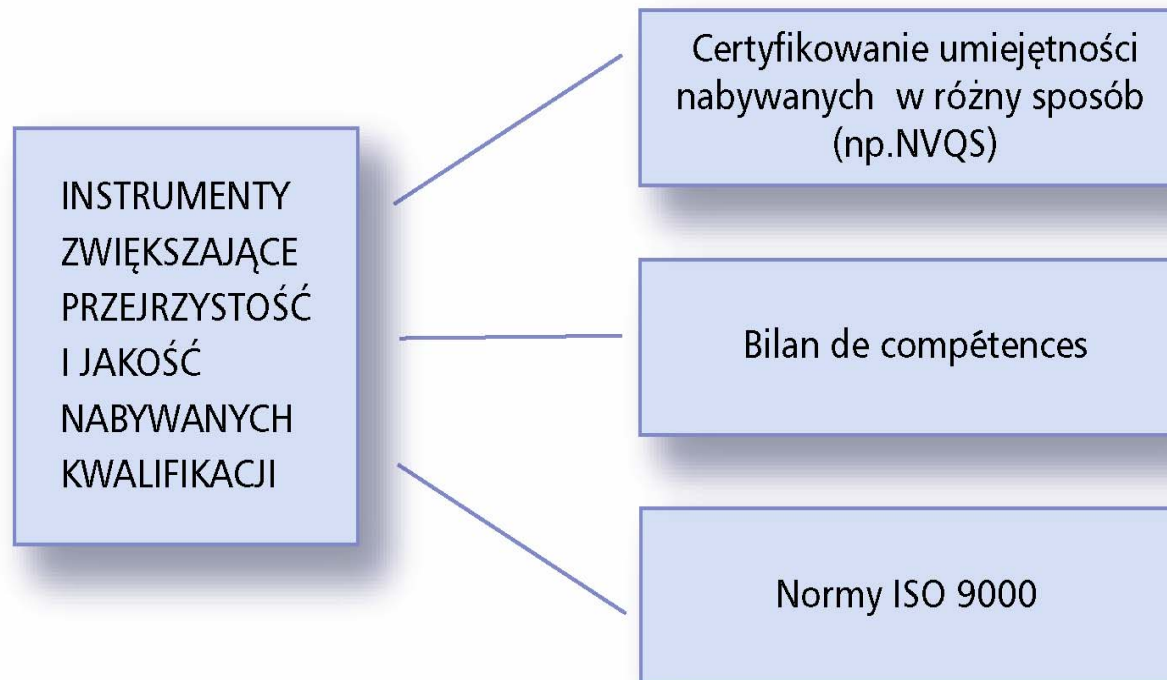 INSTRUMENTY
ZWIĘKSZAJĄCE
PRZEJRZYSTOŚĆ
I JAKOŚĆ
NABYWANYCH
KWALIFIKACJI
Certyfikowanie umiejętności
nabywanych w różny sposób
(np.NVQS)
Bilan de compétences
Normy ISO 9000